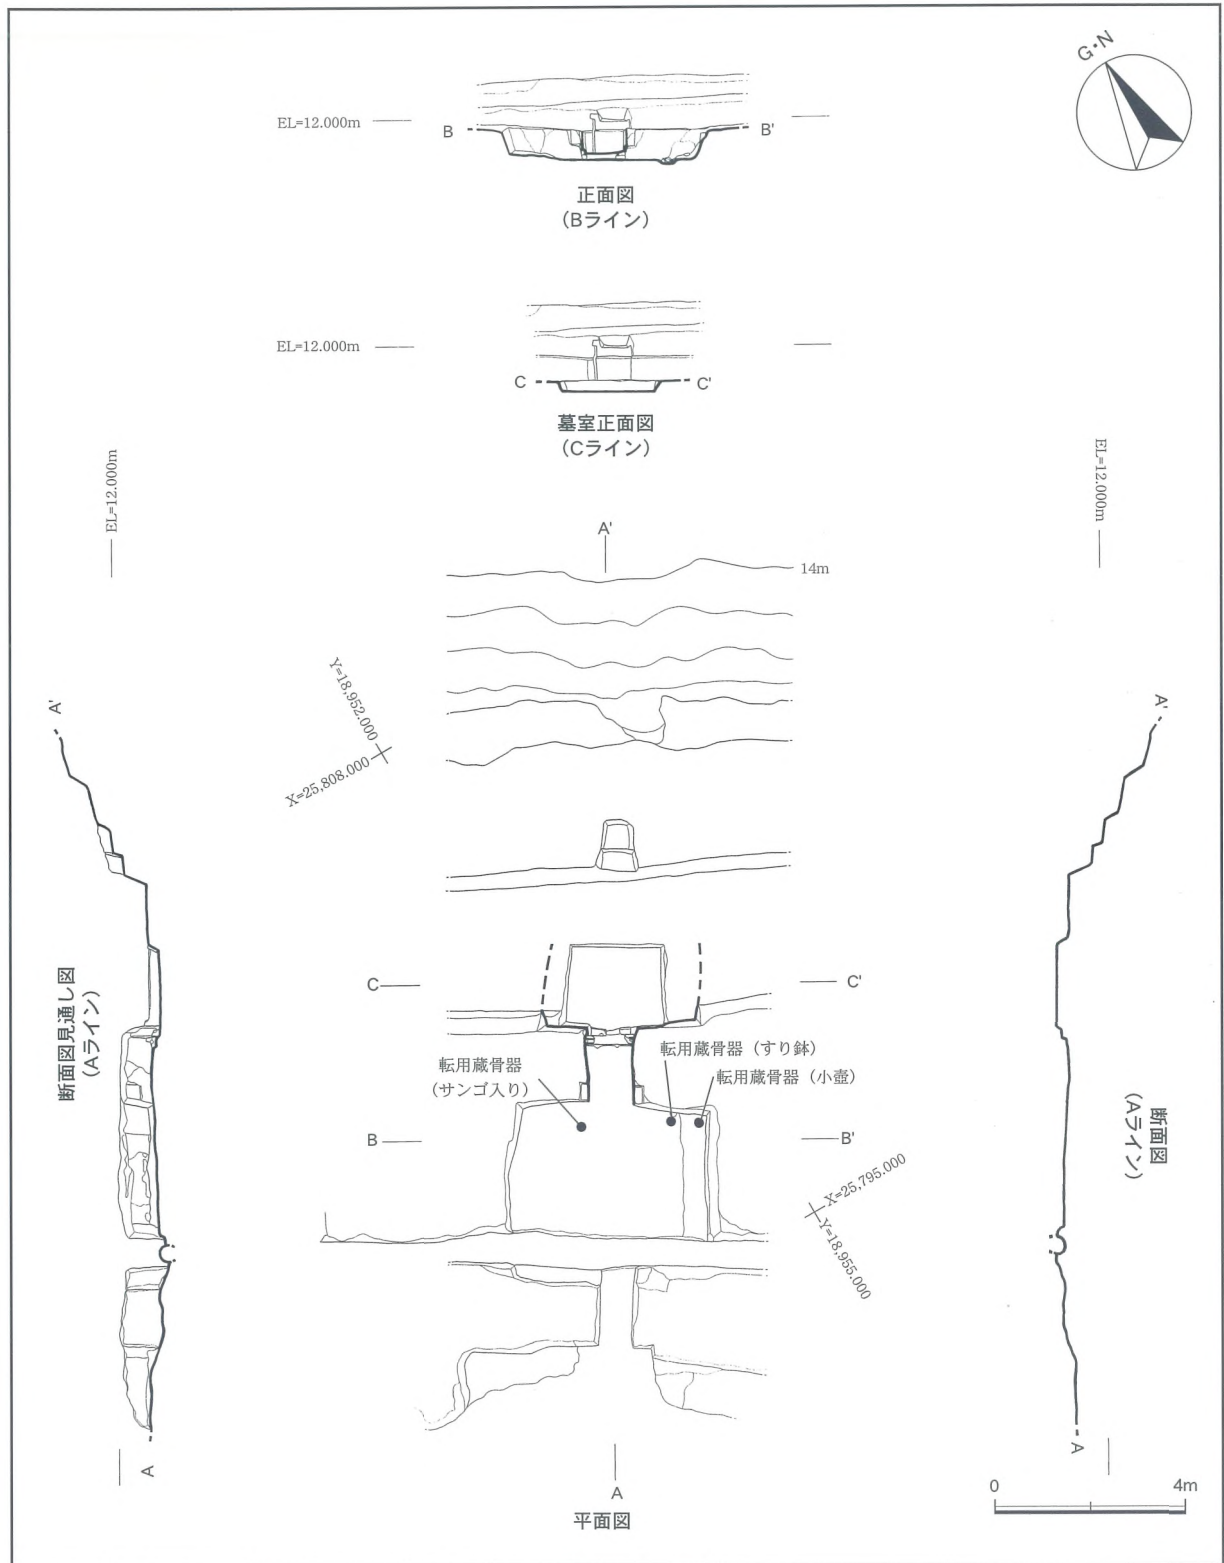 G・N
EL=12.000m
B
B'
正面図
(Bライン)
EL=12.000m
C
C'
墓室正面図
(Cライン)
EL=12.000m
EL=12.000m
A'
14m
Y=18,952.000
X=25,808.000
A'
A'
断面図見通し図
(Aライン)
C
C'
転用蔵骨器
(サンゴ入り)
転用蔵骨器(すり鉢)
転用蔵骨器(小壺)
B
B'
断面図
(Aライン)
X=25,795.000
Y=18,955.000
A
A
A
平面図
0
4m